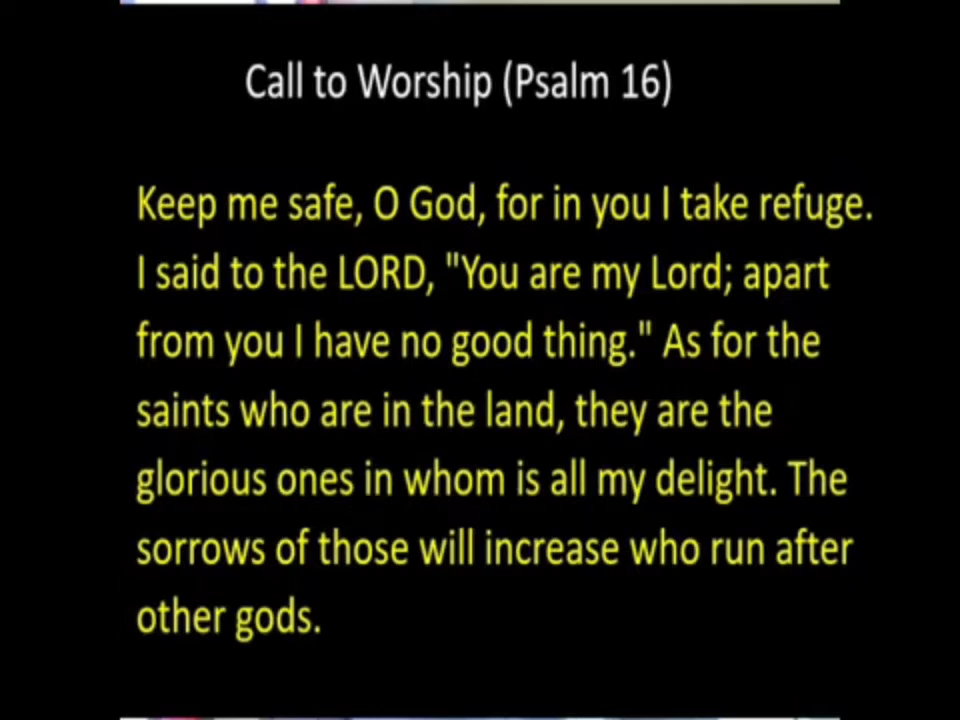 Call to Worship (Psalm 16)
Keep me safe, O God, for in you I take refuge.
I said to the LORD, "You are my Lord; apart
from you I have no good thing." As for the
saints who are in the land, they are the
glorious ones in whom is all my delight. The
sorrows of those will increase who run after
other gods.